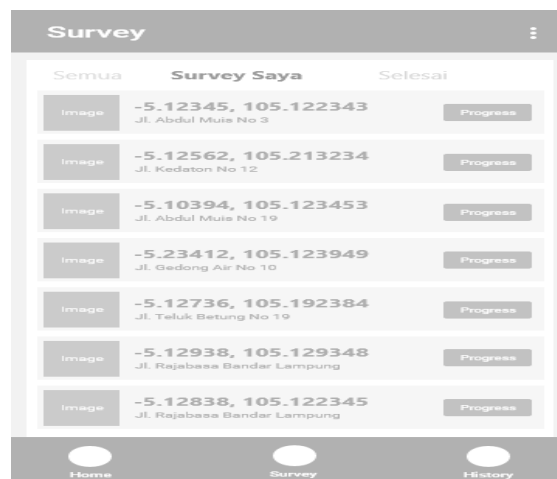 Survey
Semua Survey Saya Selesai
Image
-5.12345, 105.122343
Jl. Abdul Muis No 3
Progress
Image
-5.12562, 105.213234
Jl. Kedaton No 12
Progress
Image
-5.10394, 105.123453
Jl. Abdul Muis No 19
Progress
Image
-5.23412, 105.123949
Jl. Gedong Air No 10
Progress
Image
-5.12736, 105.192384
Jl. Teluk Betung No 19
Progress
Image
-5.12938, 105.129348
Jl. Rajabasa Bandar Lampung
Progress
Image
-5.12838, 105.122345
Jl. Rajabasa Bandar Lampung
Progress
Home Survey History